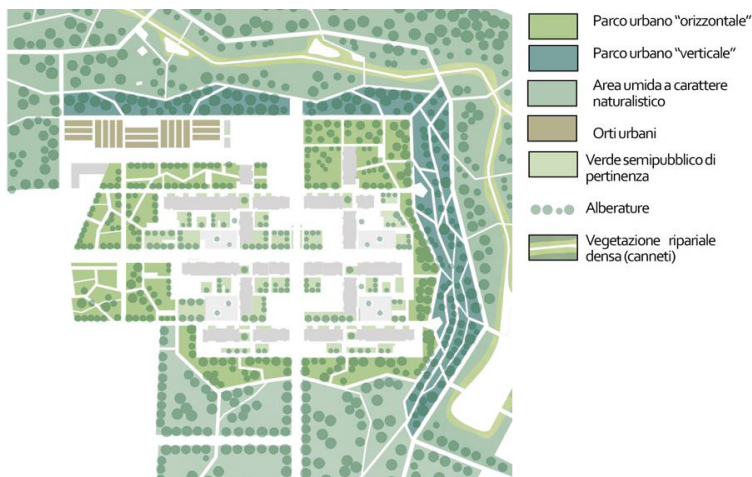 Parco urbano “orizzontale”
Parco urbano “verticale”
Area umida a carattere
naturalistico
Orti urbani
Verde semipubblico di
pertinenza
Alberature
Vegetazione ripariale
densa (canneti)